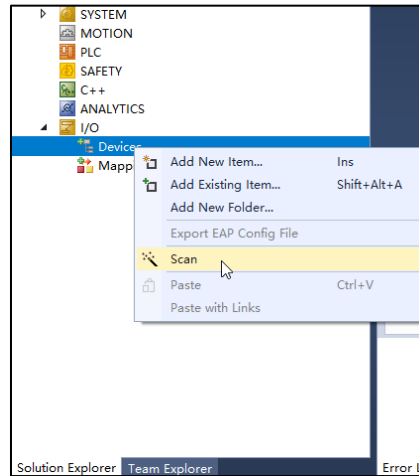 SYSTEM
MOTION
PLC
SAFETY
C++
ANALYTICS
I/O
Devices
Mapp
Add New Item... Ins
Add Existing Item... Shift+Alt+A
Add New Folder...
Export EAP Config File
Scan
Paste Ctrl+V
Paste with Links
Solution Explorer Team Explorer Error L